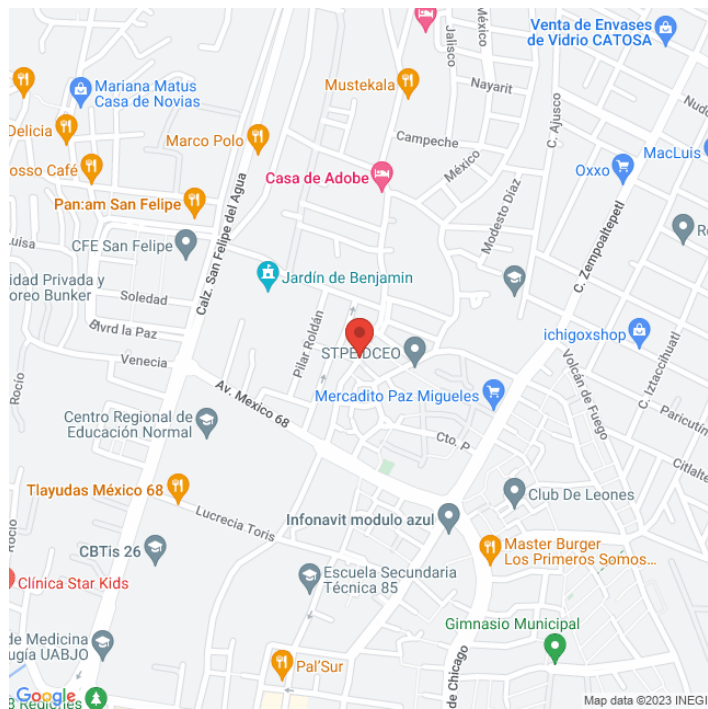 Venta de Envases
de Vidrio CATOSA
Jalisco
México
Nayarit
Nudo
Mariana Matus
Casa de Novias
Mustekala
Delicia
Marco Polo
Campeche
C. Ajusco
MacLuis
osso Café
México
Oxxo
Casa de Adobe
Pan:am San Felipe
Modesto Díaz
Calz. San Felipe del Agua
Luisa
CFE San Felipe
C. Zempoaltepetl
idad Privada y
oreo Bunker
Jardín de Benjamin
Soledad
Blvrd la Paz
Pilar Roldán
ichigoxshop
Venecia
STPEIDCEO
Rocio
Volcán de Fuego
C. Iztaccihuatl
Av. Mexico 68
Mercadito Paz Migueles
Paricutín
Centro Regional de
Educación Normal
Cto. P
Citlalte
Tlayudas México 68
Club De Leones
Lucrecia Toris
Infonavit modulo azul
Rocio
CBTis 26
Master Burger
Los Primeros Somos...
Clínica Star Kids
Escuela Secundaria
Técnica 85
Gimnasio Municipal
de Medicina
ugía UABJO
Pal'Sur
de Chicago
8 Regiones
Google
Map data ©2023 INEGI